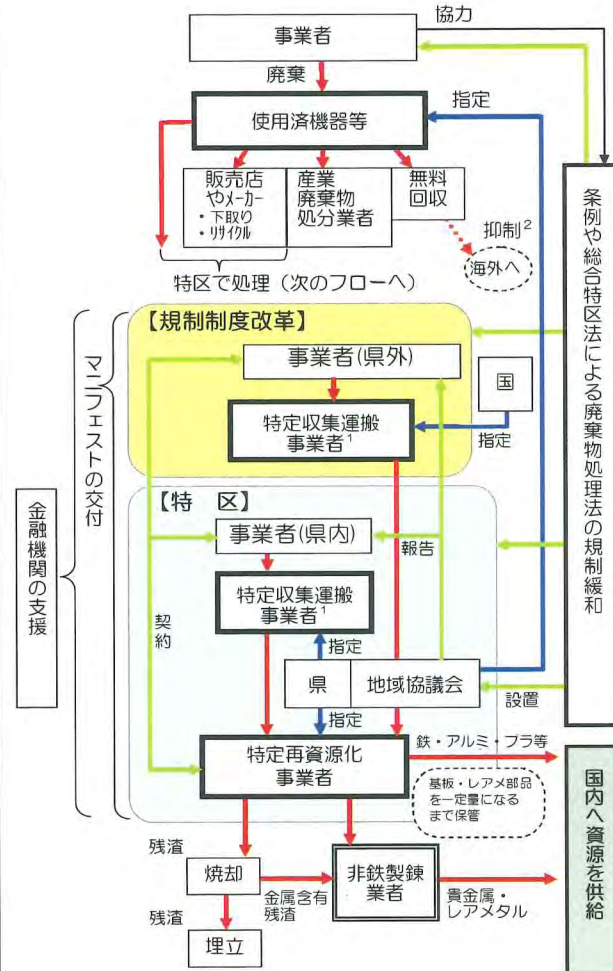 協力
事業者
廃棄
指定
使用済機器等
販売店
やメーカー
・下取り
・リサイクル
産業
廃棄物
処分業者
無料
回収
抑制2
海外へ
特区で処理（次のフローへ）
条例や総合特区法による廃棄物処理法の規制緩和
【規制制度改革】
事業者(県外)
国
特定収集運搬
事業者1
指定
マニフェストの交付
金融機関の支援
【特　区】
事業者(県内)
報告
特定収集運搬
事業者1
契約
指定
県
地域協議会
設置
指定
特定再資源化
事業者
鉄・アルミ・プラ等
基板・レアメ部品
を一定量になる
まで保管
国内へ資源を供給
残渣
焼却
金属含有
残渣
非鉄製錬
業者
貴金属・
レアメタル
残渣
埋立